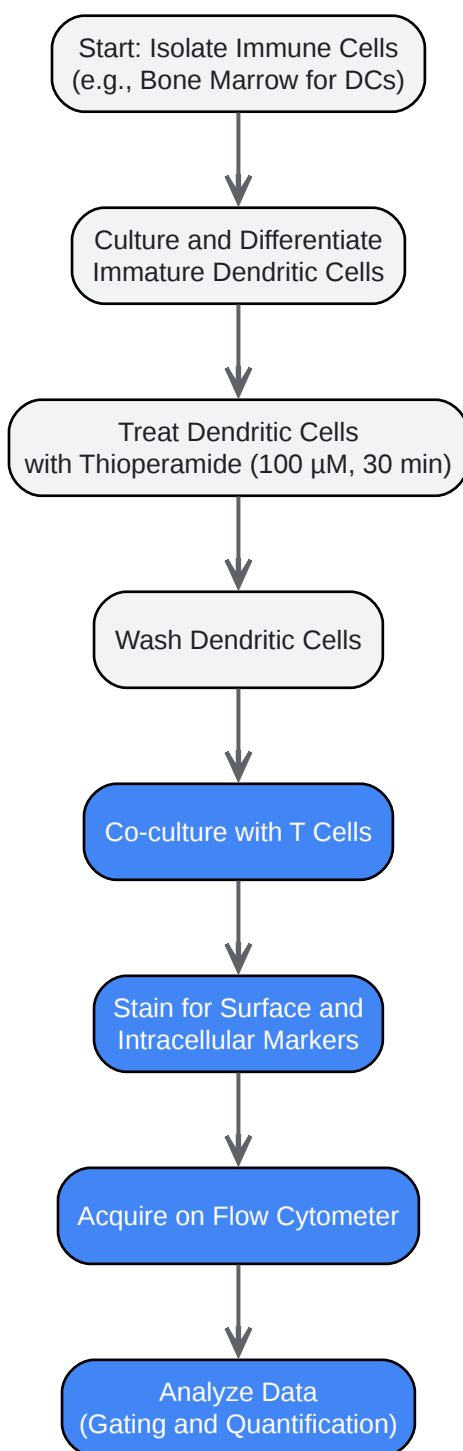 Start: Isolate Immune Cells
(e.g., Bone Marrow for DCs)
Culture and Differentiate
Immature Dendritic Cells
Treat Dendritic Cells
with Thioperamide (100 µM, 30 min)
Wash Dendritic Cells
Co-culture with T Cells
Stain for Surface and
Intracellular Markers
Acquire on Flow Cytometer
Analyze Data
(Gating and Quantification)